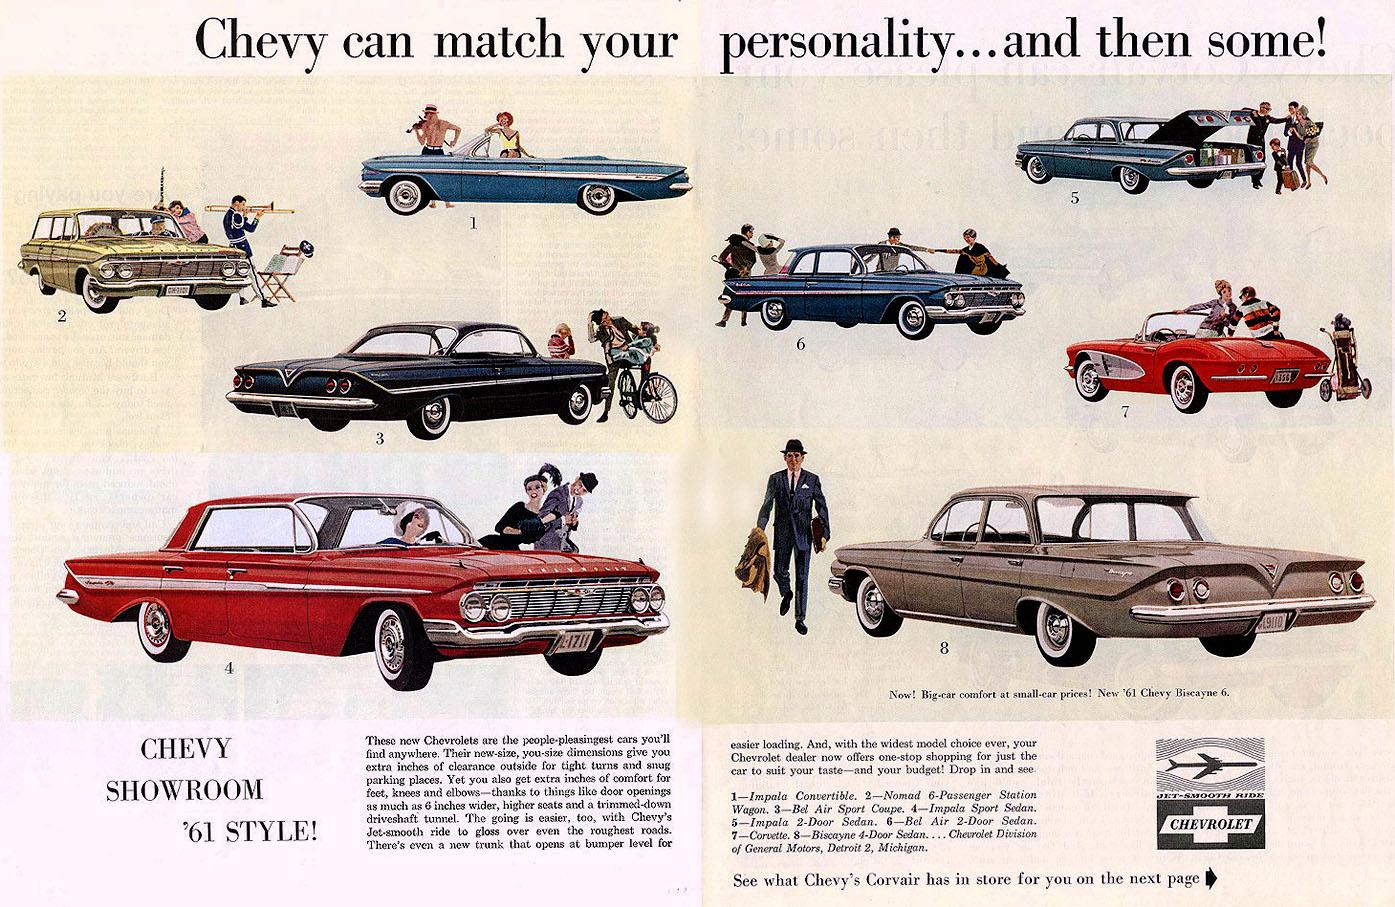 Chevy can match your personality...and then some!
1
2
3
4
5
6
7
8
Now! Big-car comfort at small-car prices! New '61 Chevy Biscayne 6.
CHEVY
SHOWROOM
'61 STYLE!
These new Chevrolets are the people-pleasingest cars you'll
find anywhere. Their new-size, you-size dimensions give you
extra inches of clearance outside for tight turns and snug
parking places. Yet you also get extra inches of comfort for
feet, knees and elbows—thanks to things like door openings
as much as 6 inches wider, higher seats and a trimmed-down
driveshaft tunnel. The going is easier, too, with Chevy's
Jet-smooth ride to gloss over even the roughest roads.
There's even a new trunk that opens at bumper level for
easier loading. And, with the widest model choice ever, your
Chevrolet dealer now offers one-stop shopping for just the
car to suit your taste—and your budget! Drop in and see
1—Impala Convertible. 2—Nomad 6-Passenger Station
Wagon. 3—Bel Air Sport Coupe. 4—Impala Sport Sedan.
5—Impala 2-Door Sedan. 6—Bel Air 2-Door Sedan.
7—Corvette. 8—Biscayne 4-Door Sedan.... Chevrolet Division
of General Motors, Detroit 2, Michigan.
JET-SMOOTH RIDE
CHEVROLET
See what Chevy's Corvair has in store for you on the next page